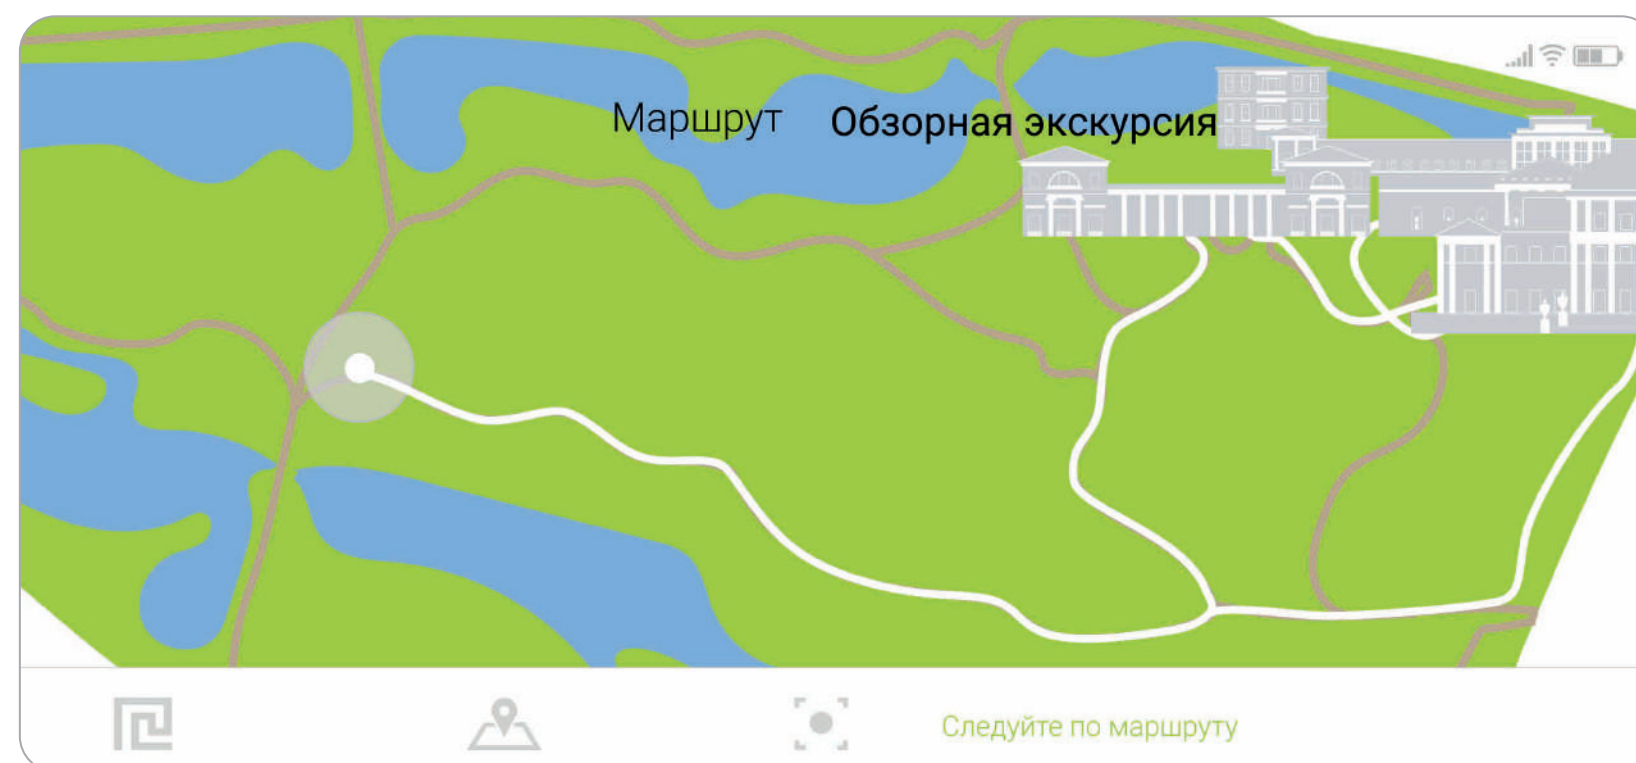 Маршрут Обзорная экскурсия
Следуйте по маршруту